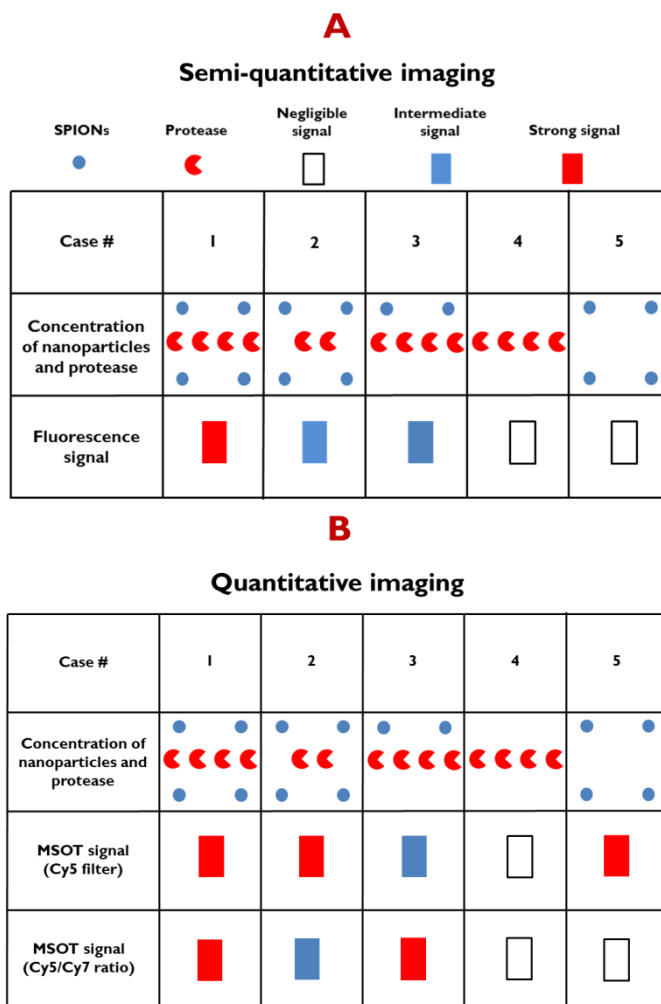 A
Semi-quantitative imaging
SPIONs
Protease
Negligible
signal
Intermediate
signal
Strong signal
Case #
1
2
3
4
5
Concentration
of nanoparticles
and protease
Fluorescence
signal
B
Quantitative imaging
Case #
1
2
3
4
5
Concentration of
nanoparticles and
protease
MSOT signal
(Cy5 filter)
MSOT signal
(Cy5/Cy7 ratio)